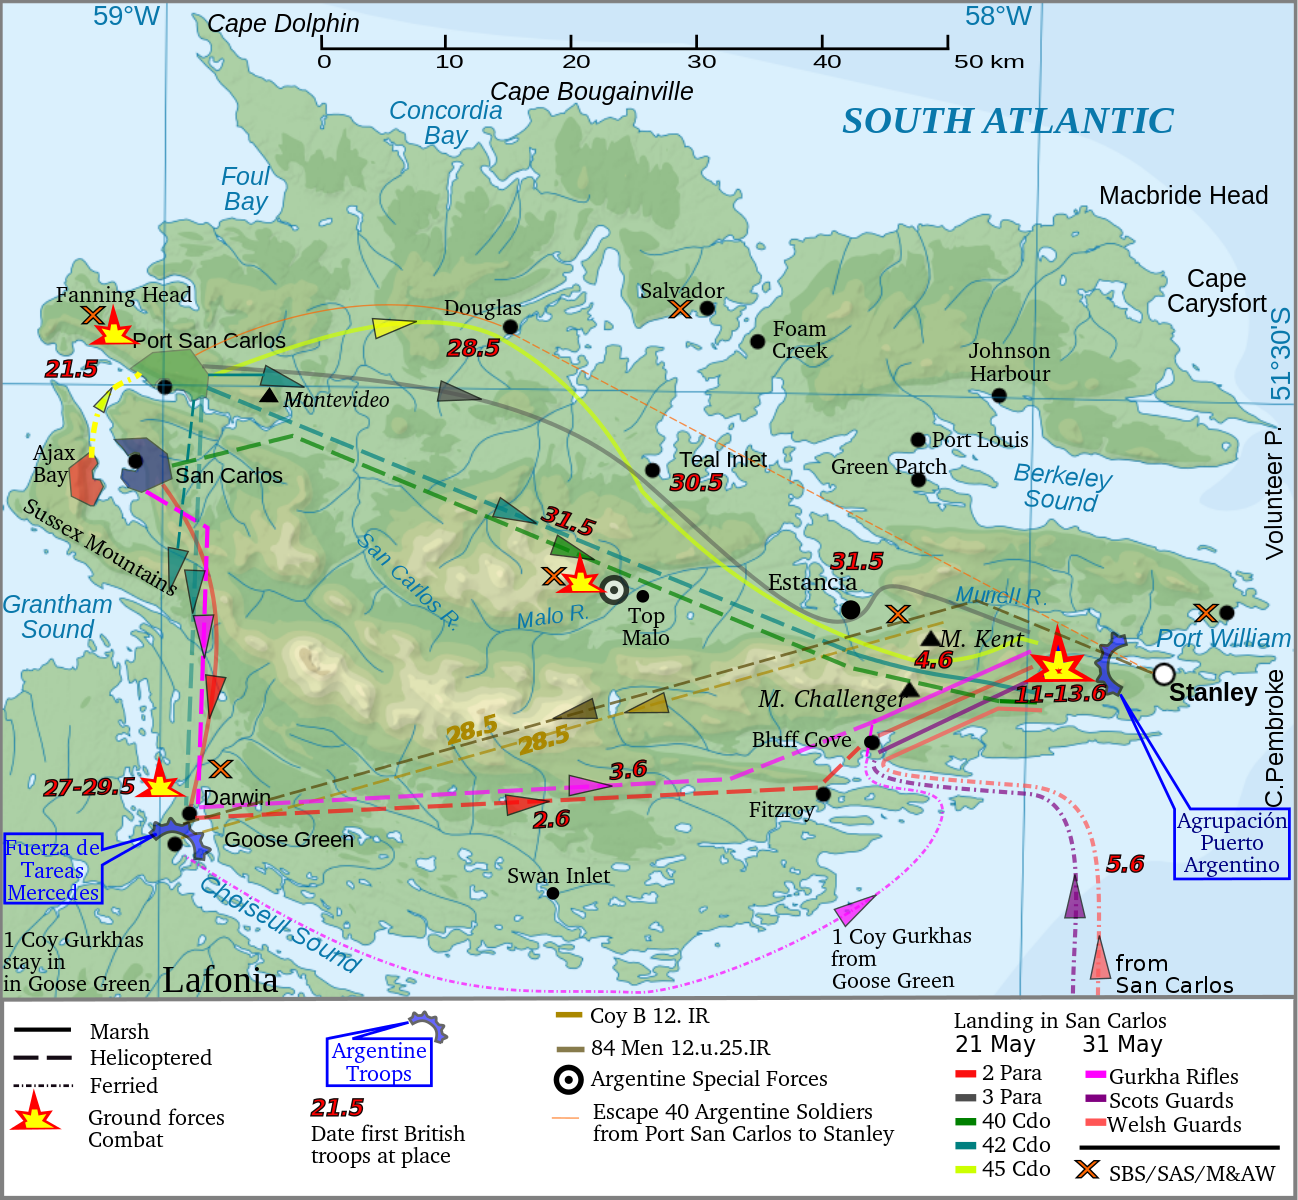 59°W
Cape Dolphin
58°W
0
10
20
30
40
50 km
Cape Bougainville
Concordia
Bay
SOUTH ATLANTIC
Foul
Bay
Macbride Head
Cape
Carysfort
Fanning Head
Salvador
Douglas
28.5
Port San Carlos
Foam
Creek
51°30'S
21.5
Johnson
Harbour
Montevideo
Ajax
Bay
San Carlos
Teal Inlet
30.5
Port Louis
Green Patch
Berkeley
Sound
Volunteer P.
Sussex Mountains
31.5
San Carlos R.
31.5
Estancia
Grantham
Sound
Malo R.
Top
Malo
Murrell R.
M. Kent
4.6
Port William
M. Challenger
11-13.6
Stanley
28.5
28.5
Bluff Cove
C.Pembroke
27-29.5
3.6
2.6
Darwin
Fitzroy
Goose Green
Fuerza de
Tareas
Mercedes
Agrupación
Puerto
Argentino
5.6
Swan Inlet
Choiseul Sound
1 Coy Gurkhas
stay in
in Goose Green
Lafonia
1 Coy Gurkhas
from
Goose Green
from
San Carlos
Marsh
Helicoptered
Ferried
Ground forces
Combat
Argentine
Troops
21.5
Date first British
troops at place
Coy B 12. IR
84 Men 12.u.25.IR
Argentine Special Forces
Escape 40 Argentine Soldiers
from Port San Carlos to Stanley
Landing in San Carlos
21 May
31 May
2 Para
3 Para
40 Cdo
42 Cdo
45 Cdo
Gurkha Rifles
Scots Guards
Welsh Guards
SBS/SAS/M&AW